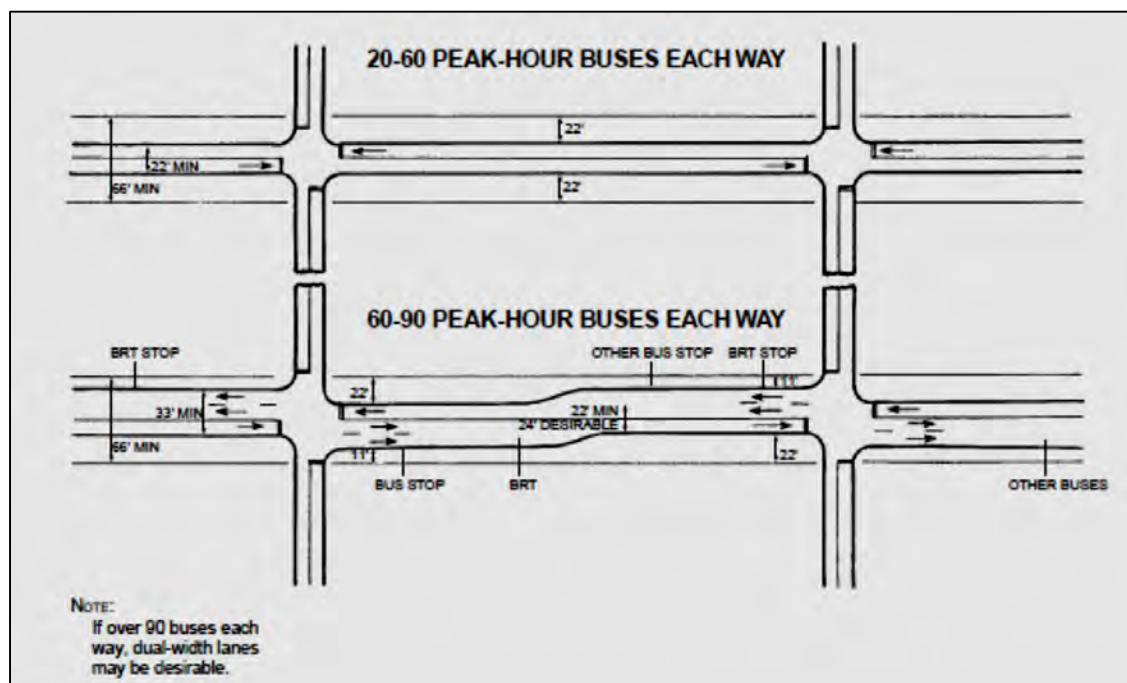 20-60 PEAK-HOUR BUSES EACH WAY
22'
22' MIN
66' MIN
22'
60-90 PEAK-HOUR BUSES EACH WAY
BRT STOP
OTHER BUS STOP
BRT STOP
11'
22'
33' MIN
22' MIN
24' DESIRABLE
66' MIN
11'
22'
BUS STOP
BRT
OTHER BUSES
NOTE:
If over 90 buses each
way, dual-width lanes
may be desirable.